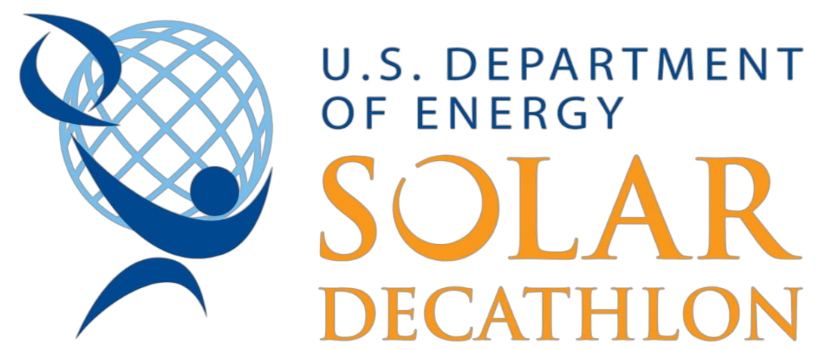 U.S. DEPARTMENT
OF ENERGY
SOLAR
DECATHLON